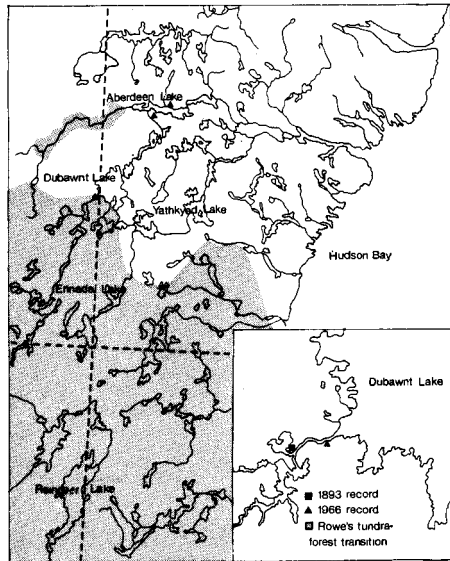 Aberdeen Lake
Dubawnt Lake
Yathkyed Lake
Hudson Bay
Ennadai Lake
Dubawnt Lake
1893 record
1966 record
Rowe's tundra-
forest transition
Reindeer Lake